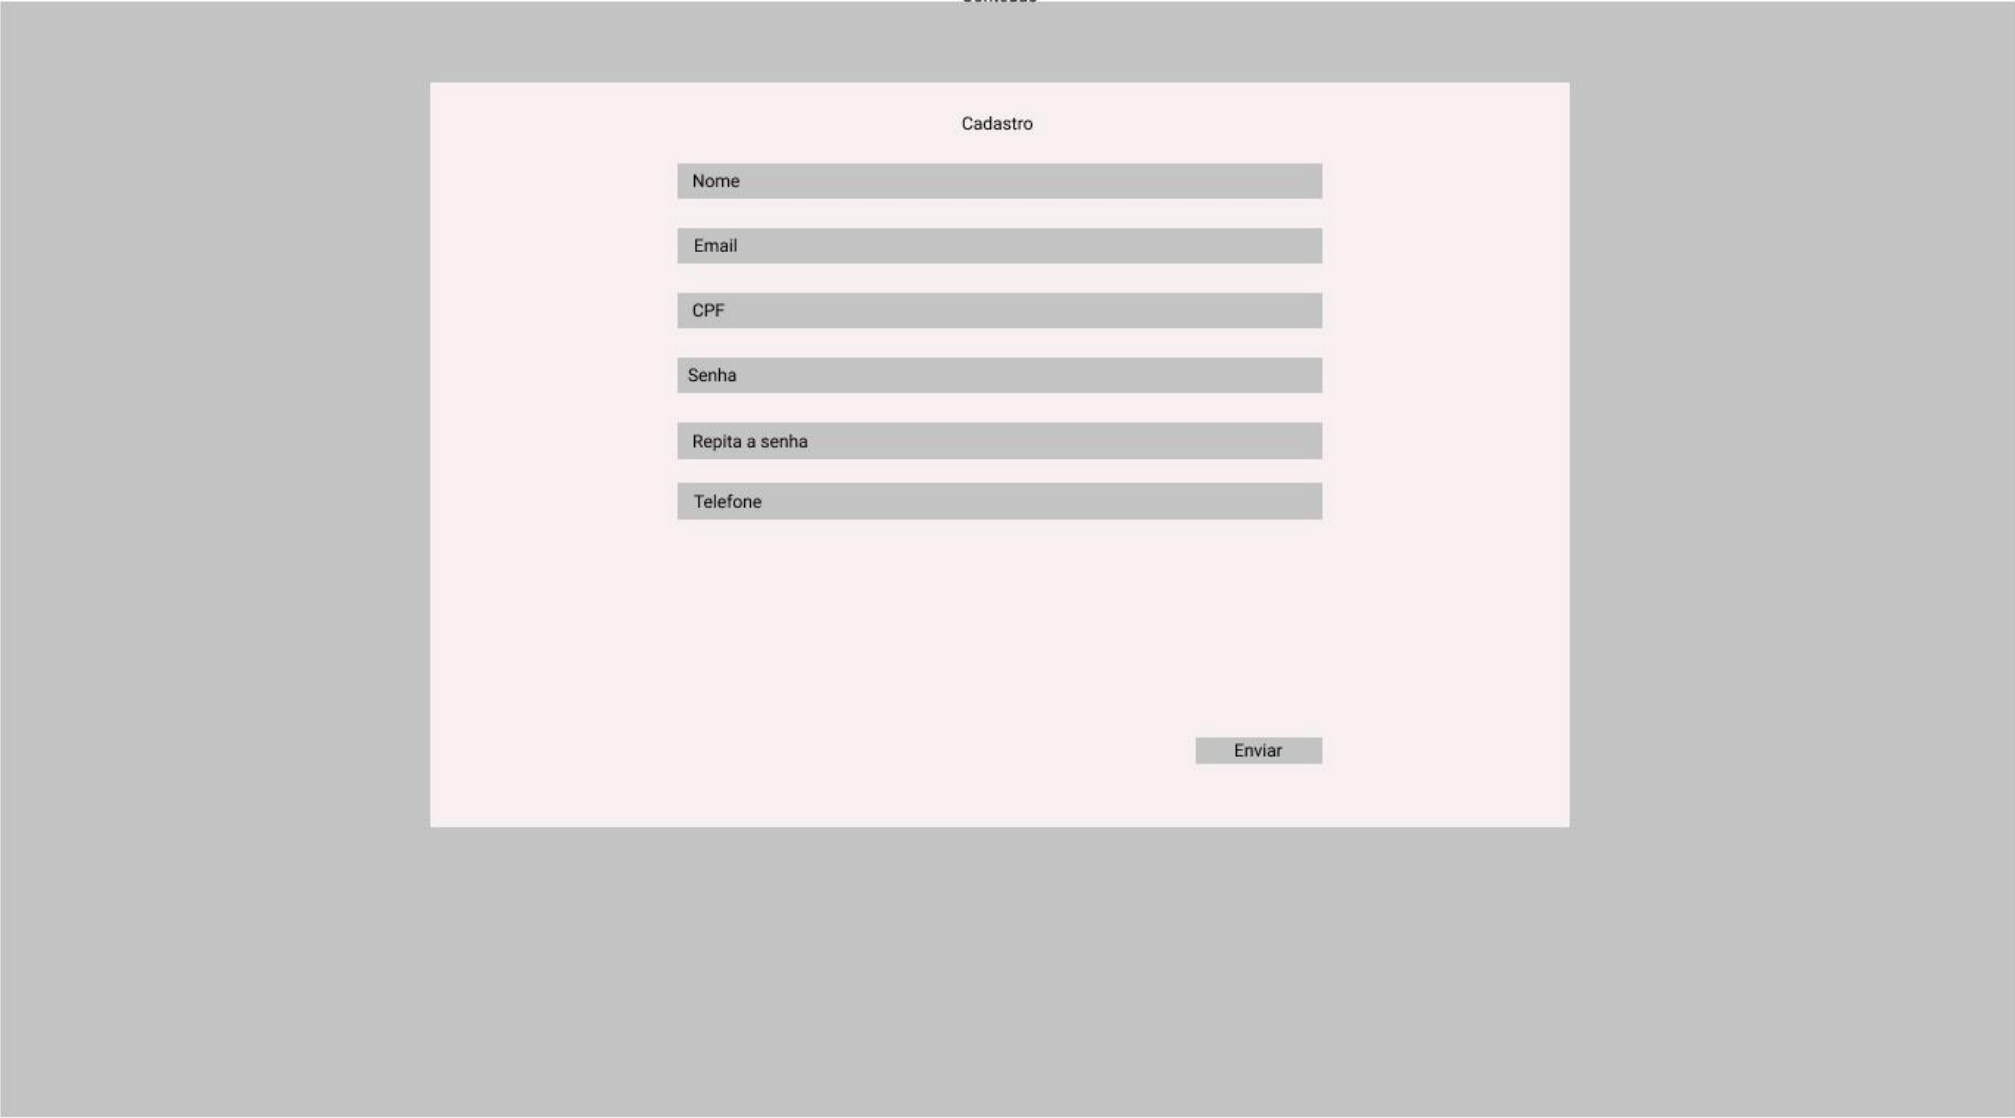 Cadastro
Nome
Email
CPF
Senha
Repita a senha
Telefone
Enviar